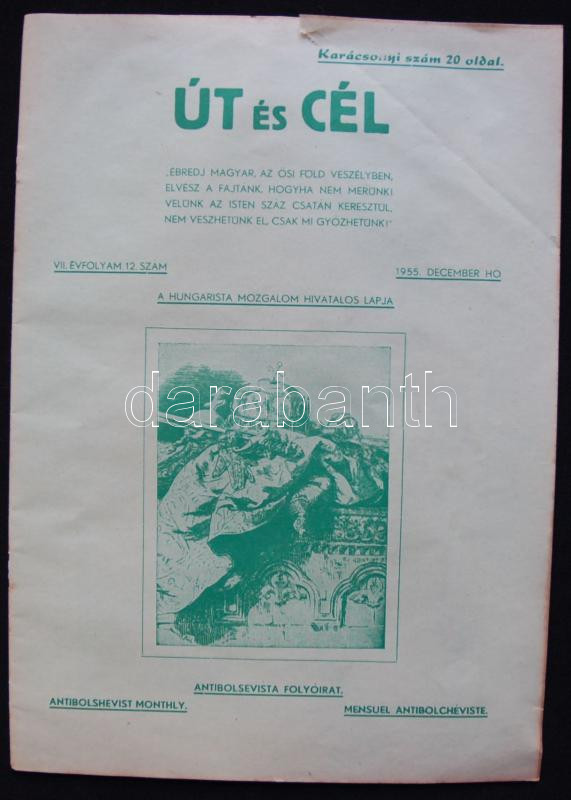 Karácsonyi szám 20 oldal.
ÚT ÉS CÉL
„ÉBREDJ MAGYAR, AZ ŐSI FÖLD VESZÉLYBEN,
ELVÉSZ A FAJTÁNK, HOGYHA NEM MERÜNK!
VELÜNK AZ ISTEN SZÁZ CSATÁN KERESZTÜL,
NEM VESZHETÜNK EL, CSAK MI GYŐZHETÜNK!"
VII. ÉVFOLYAM 12. SZÁM
1955. DECEMBER HÓ
A HUNGARISTA MOZGALOM HIVATALOS LAPJA
darabanth
ANTIBOLSEVISTA FOLYÓIRAT.
ANTIBOLSHEVIST MONTHLY.
MENSUEL ANTIBOLCHÉVISTE.